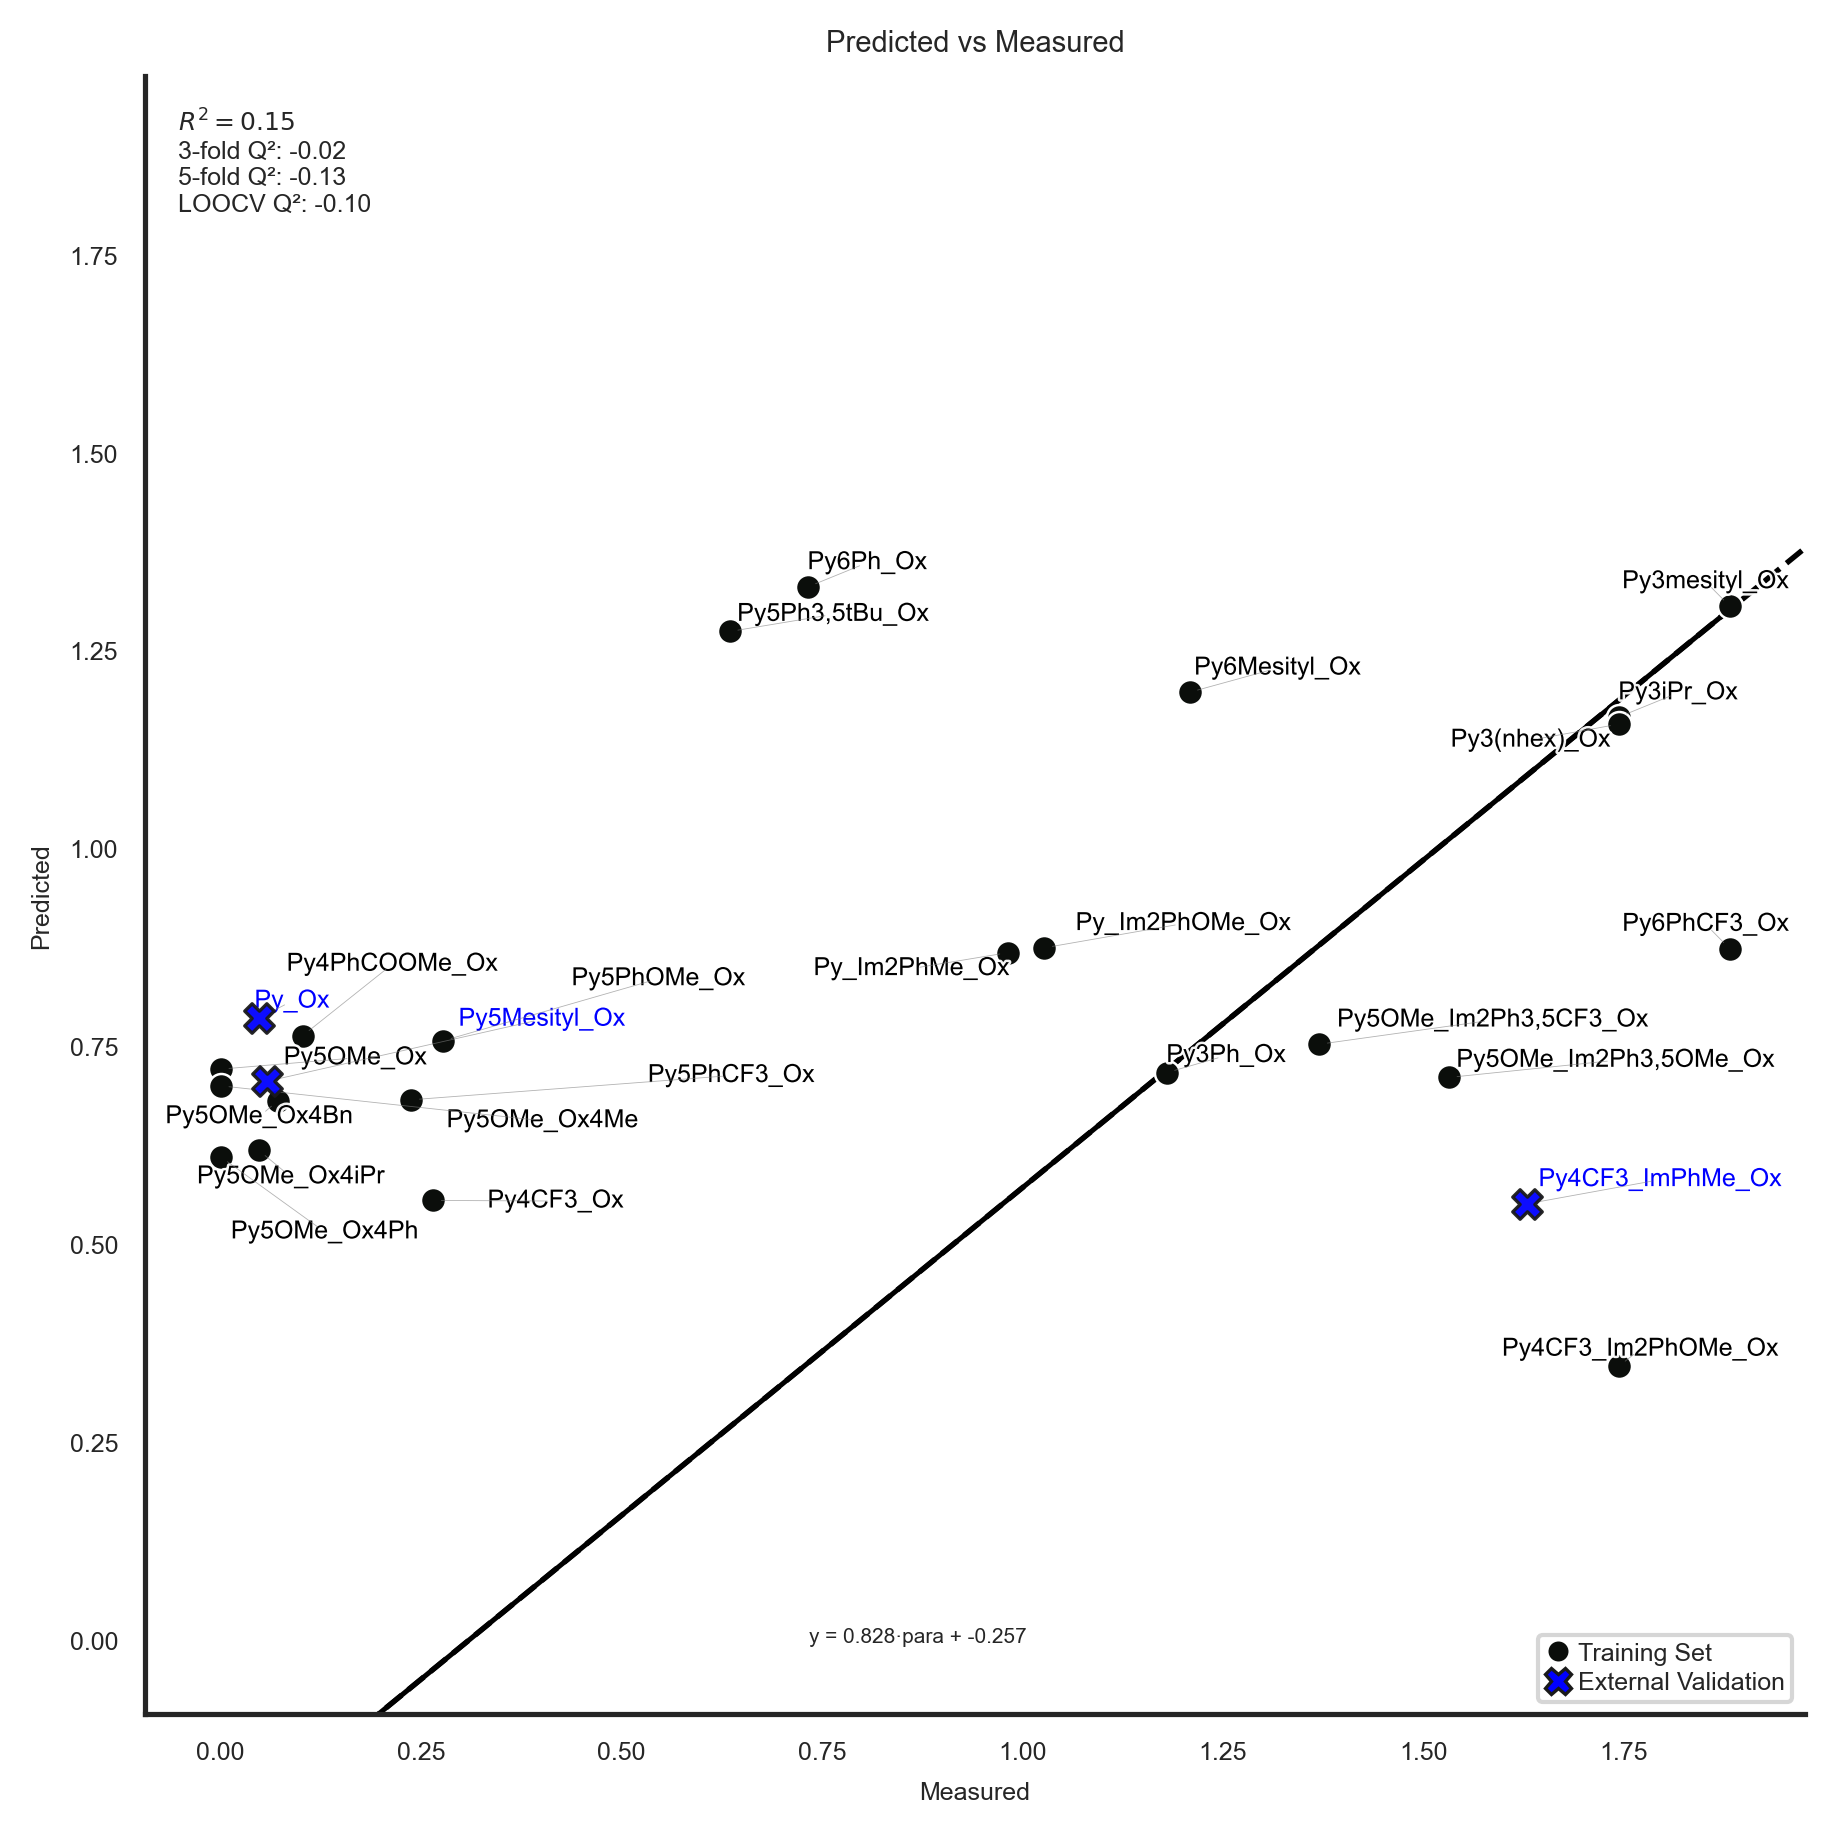 Predicted vs Measured
R² = 0.15
3-fold Q²: -0.02
5-fold Q²: -0.13
LOOCV Q²: -0.10
1.75
1.50
1.25
1.00
0.75
0.50
0.25
0.00
Predicted
Py6Ph_Ox
Py3mesityl_Ox
Py5Ph3,5tBu_Ox
Py6Mesityl_Ox
Py3iPr_Ox
Py3(nhex)_Ox
Py_Im2PhOMe_Ox
Py6PhCF3_Ox
Py4PhCOOMe_Ox
Py_Im2PhMe_Ox
Py5PhOMe_Ox
Py_Ox
Py5Mesityl_Ox
Py5OMe_Im2Ph3,5CF3_Ox
Py5OMe_Ox
Py3Ph_Ox
Py5OMe_Im2Ph3,5OMe_Ox
Py5PhCF3_Ox
Py5OMe_Ox4Bn
Py5OMe_Ox4Me
Py5OMe_Ox4iPr
Py4CF3_ImPhMe_Ox
Py4CF3_Ox
Py5OMe_Ox4Ph
Py4CF3_Im2PhOMe_Ox
y = 0.828·para + -0.257
Training Set
External Validation
0.00 0.25 0.50 0.75 1.00 1.25 1.50 1.75
Measured